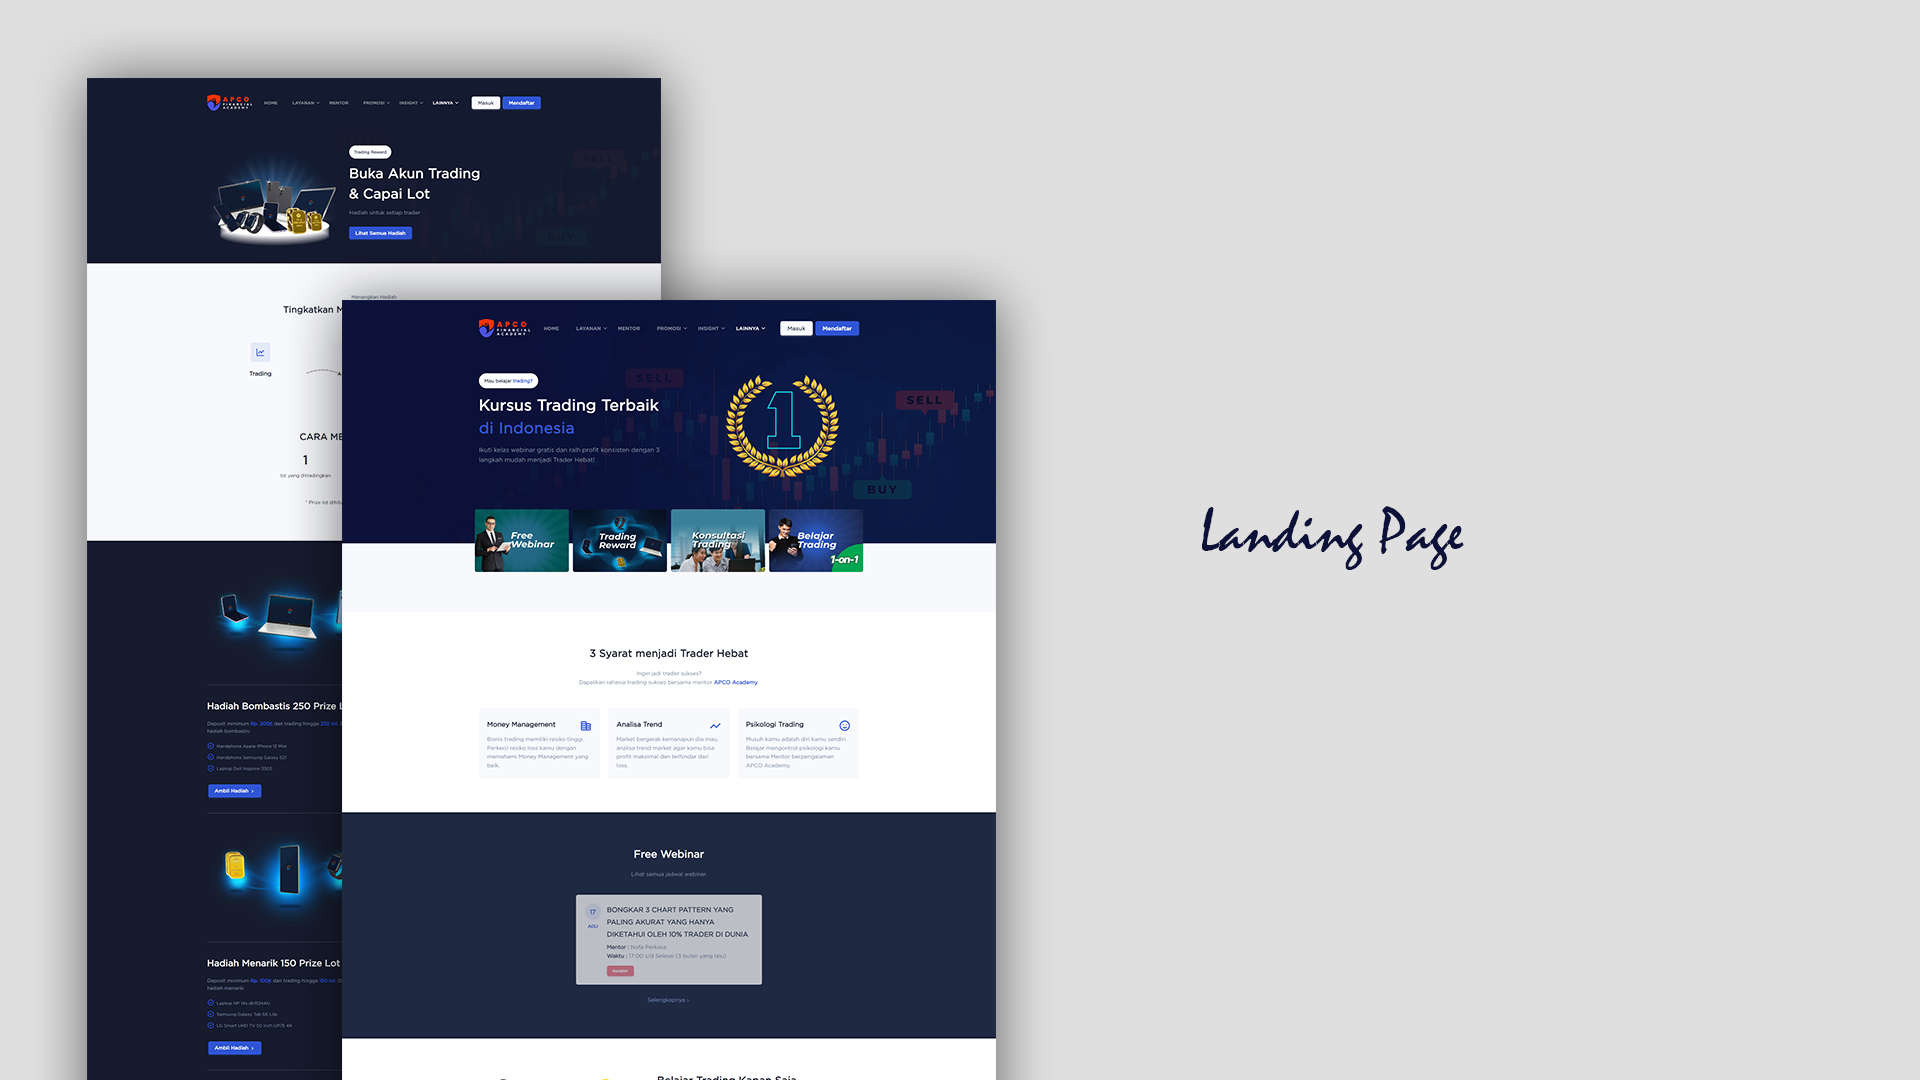 APCO
FINANCIAL
ACADEMY
HOME
LAYANAN
MENTOR
PROMOSI
INSIGHT
LAINNYA
Masuk
Mendaftar
Trading Reward
Buka Akun Trading
& Capai Lot
Hadiah untuk setiap trader
Lihat Semua Hadiah
SELL
BUY
Menangkan Hadiah
Tingkatkan M
Trading
CARA ME
1
lot yang ditradingkan
* Prize lot dihitu
Hadiah Bombastis 250 Prize L
Deposit minimum Rp. 200jt dan trading hingga 250 lot.
hadiah bombastis:
Handphone Apple iPhone 12 Mini
Handphone Samsung Galaxy S21
Laptop Dell Inspiron 3505
Ambil Hadiah
Hadiah Menarik 150 Prize Lot
Deposit minimum Rp. 100jt dan trading hingga 150 lot. D
hadiah menarik:
Laptop HP 14s dk1524AU
Samsung Galaxy Tab S6 Lite
LG Smart UHD TV 50 inch UP75 4K
Ambil Hadiah
APCO
FINANCIAL
ACADEMY
HOME
LAYANAN
MENTOR
PROMOSI
INSIGHT
LAINNYA
Masuk
Mendaftar
Mau belajar trading?
Kursus Trading Terbaik
di Indonesia
Ikuti kelas webinar gratis dan raih profit konsisten dengan 3
langkah mudah menjadi Trader Hebat!
SELL
1
SELL
BUY
Free
Webinar
Trading
Reward
Konsultasi
Trading
Belajar
Trading
1-on-1
3 Syarat menjadi Trader Hebat
Ingin jadi trader sukses?
Dapatkan rahasia trading sukses bersama mentor APCO Academy.
Money Management
Bisnis trading memiliki resiko tinggi.
Perkecil resiko loss kamu dengan
memahami Money Management yang
baik.
Analisa Trend
Market bergerak kemanapun dia mau,
analisa trend market agar kamu bisa
profit maksimal dan terhindar dari
loss.
Psikologi Trading
Musuh kamu adalah diri kamu sendiri.
Belajar mengontrol psikologi kamu
bersama Mentor berpengalaman
APCO Academy.
Free Webinar
Lihat semua jadwal webinar.
17
AGU
BONGKAR 3 CHART PATTERN YANG
PALING AKURAT YANG HANYA
DIKETAHUI OLEH 10% TRADER DI DUNIA
Mentor : Nofa Perkasa
Waktu : 17:00 s/d Selesai (3 bulan yang lalu)
Berakhir
Selengkapnya ›
Belajar Trading Kapan Saja
Landing Page